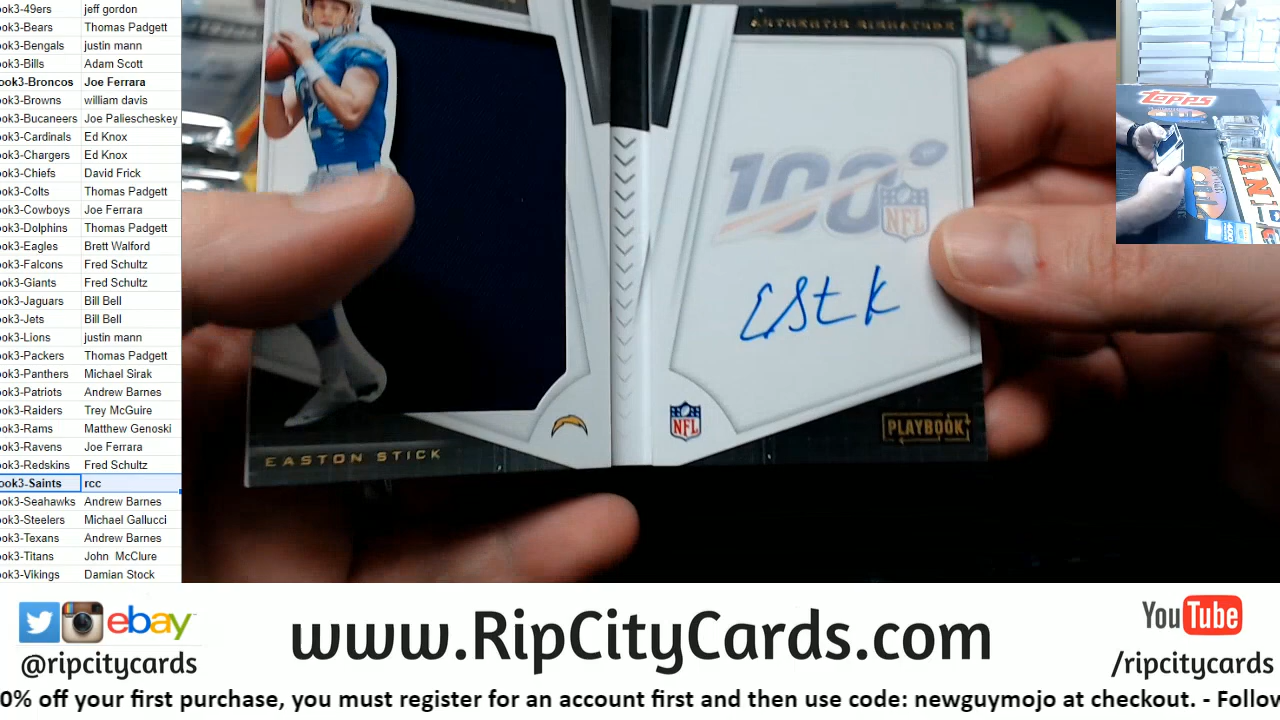 ook3-49ers jeff gordon
ook3-Bears Thomas Padgett
ook3-Bengals justin mann
ook3-Bills Adam Scott
ook3-Broncos Joe Ferrara
ook3-Browns william davis
ook3-Bucaneers Joe Paliescheskey
ook3-Cardinals Ed Knox
ook3-Chargers Ed Knox
ook3-Chiefs David Frick
ook3-Colts Thomas Padgett
ook3-Cowboys Joe Ferrara
ook3-Dolphins Thomas Padgett
ook3-Eagles Brett Walford
ook3-Falcons Fred Schultz
ook3-Giants Fred Schultz
ook3-Jaguars Bill Bell
ook3-Jets Bill Bell
ook3-Lions justin mann
ook3-Packers Thomas Padgett
ook3-Panthers Michael Sirak
ook3-Patriots Andrew Barnes
ook3-Raiders Trey McGuire
ook3-Rams Matthew Genoski
ook3-Ravens Joe Ferrara
ook3-Redskins Fred Schultz
ook3-Saints rcc
ook3-Seahawks Andrew Barnes
ook3-Steelers Michael Gallucci
ook3-Texans Andrew Barnes
ook3-Titans John McClure
ook3-Vikings Damian Stock
AUTHENTIC SIGNATURE
100
NFL
E Stk
NFL
PLAYBOOK
EASTON STICK
topps
ebay
@ripcitycards
www.RipCityCards.com
YouTube
/ripcitycards
0% off your first purchase, you must register for an account first and then use code: newguymojo at checkout. - Follow